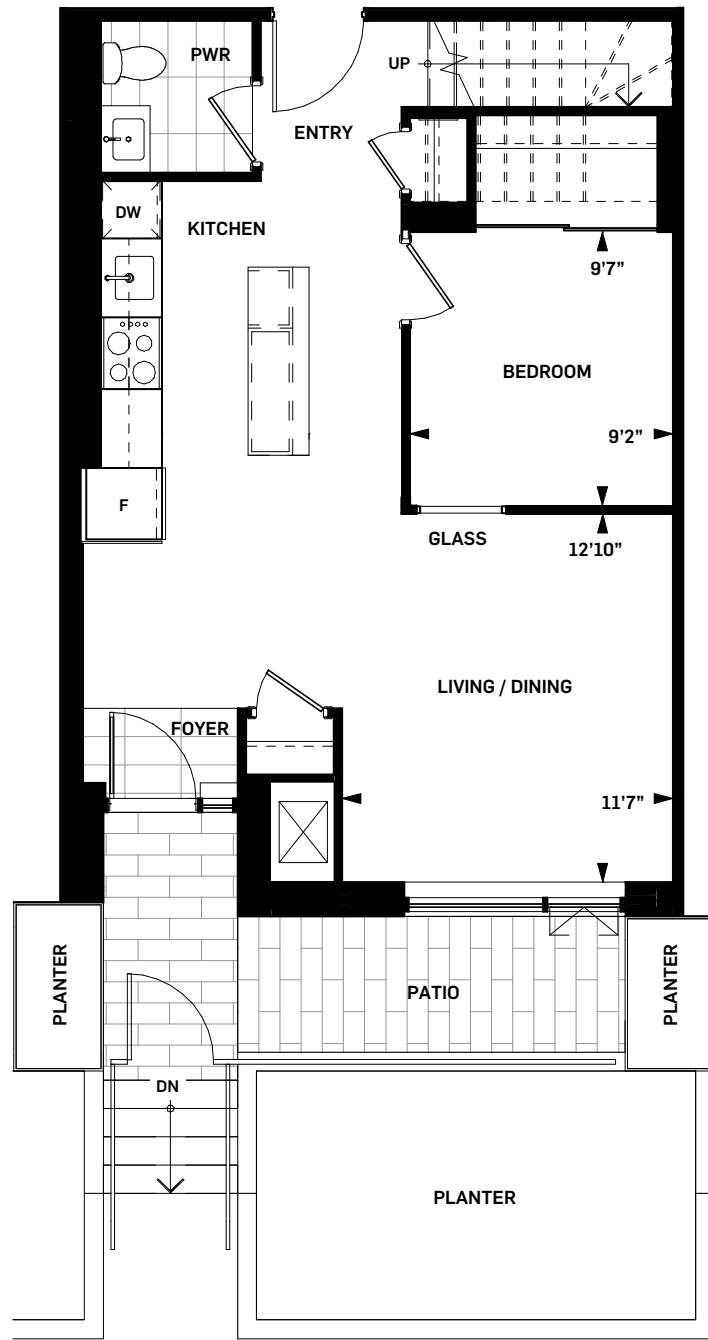 PWR
UP
ENTRY
DW
KITCHEN
9'7"
BEDROOM
9'2"
F
GLASS
12'10"
LIVING / DINING
FOYER
11'7"
PLANTER
PATIO
PLANTER
DN
PLANTER